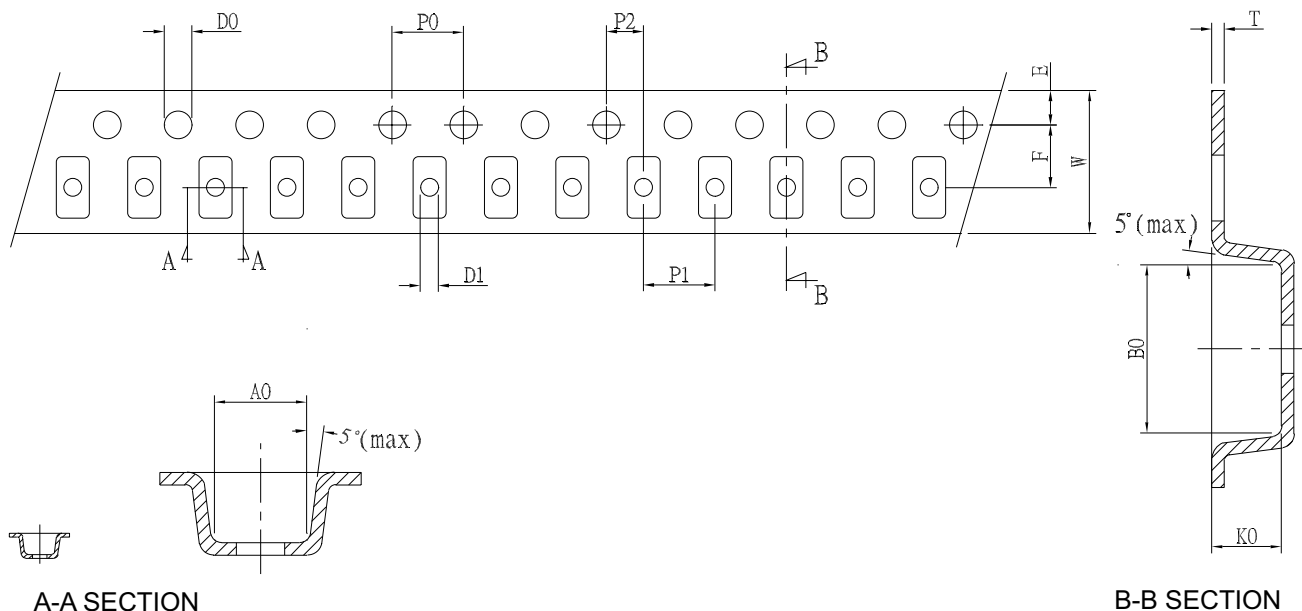 D0
P0
P2
B
T
E
F
W
A
A
D1
P1
B
5°(max)
B0
A0
5°(max)
K0
A-A SECTION
B-B SECTION